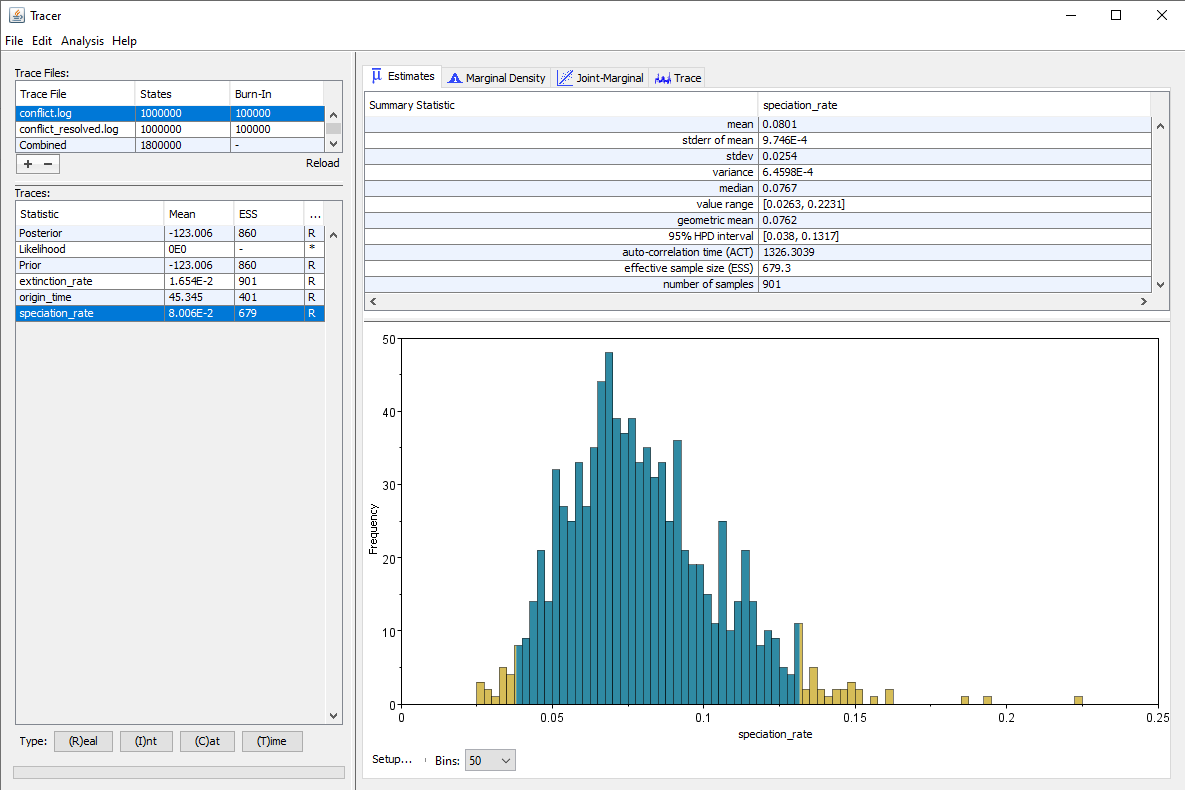 Tracer
File Edit Analysis Help
Trace Files:
Trace File States Burn-In
conflict.log 1000000 100000
conflict_resolved.log 1000000 100000
Combined 1800000 -
+ −
Reload
Traces:
Statistic Mean ESS ...
Posterior -123.006 860 R
Likelihood 0E0 - *
Prior -123.006 860 R
extinction_rate 1.654E-2 901 R
origin_time 45.345 401 R
speciation_rate 8.006E-2 679 R
Type: (R)eal (I)nt (C)at (T)ime
μ Estimates Marginal Density Joint-Marginal Trace
Summary Statistic speciation_rate
mean 0.0801
stderr of mean 9.746E-4
stdev 0.0254
variance 6.4598E-4
median 0.0767
value range [0.0263, 0.2231]
geometric mean 0.0762
95% HPD interval [0.038, 0.1317]
auto-correlation time (ACT) 1326.3039
effective sample size (ESS) 679.3
number of samples 901
50
40
30
20
10
0
Frequency
0 0.05 0.1 0.15 0.2 0.25
speciation_rate
Setup... Bins: 50